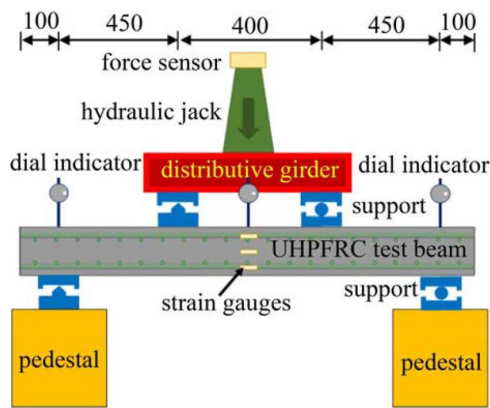 100 450 400 450 100
force sensor
hydraulic jack
dial indicator
dial indicator
distributive girder
support
UHPFRC test beam
strain gauges
support
pedestal
pedestal